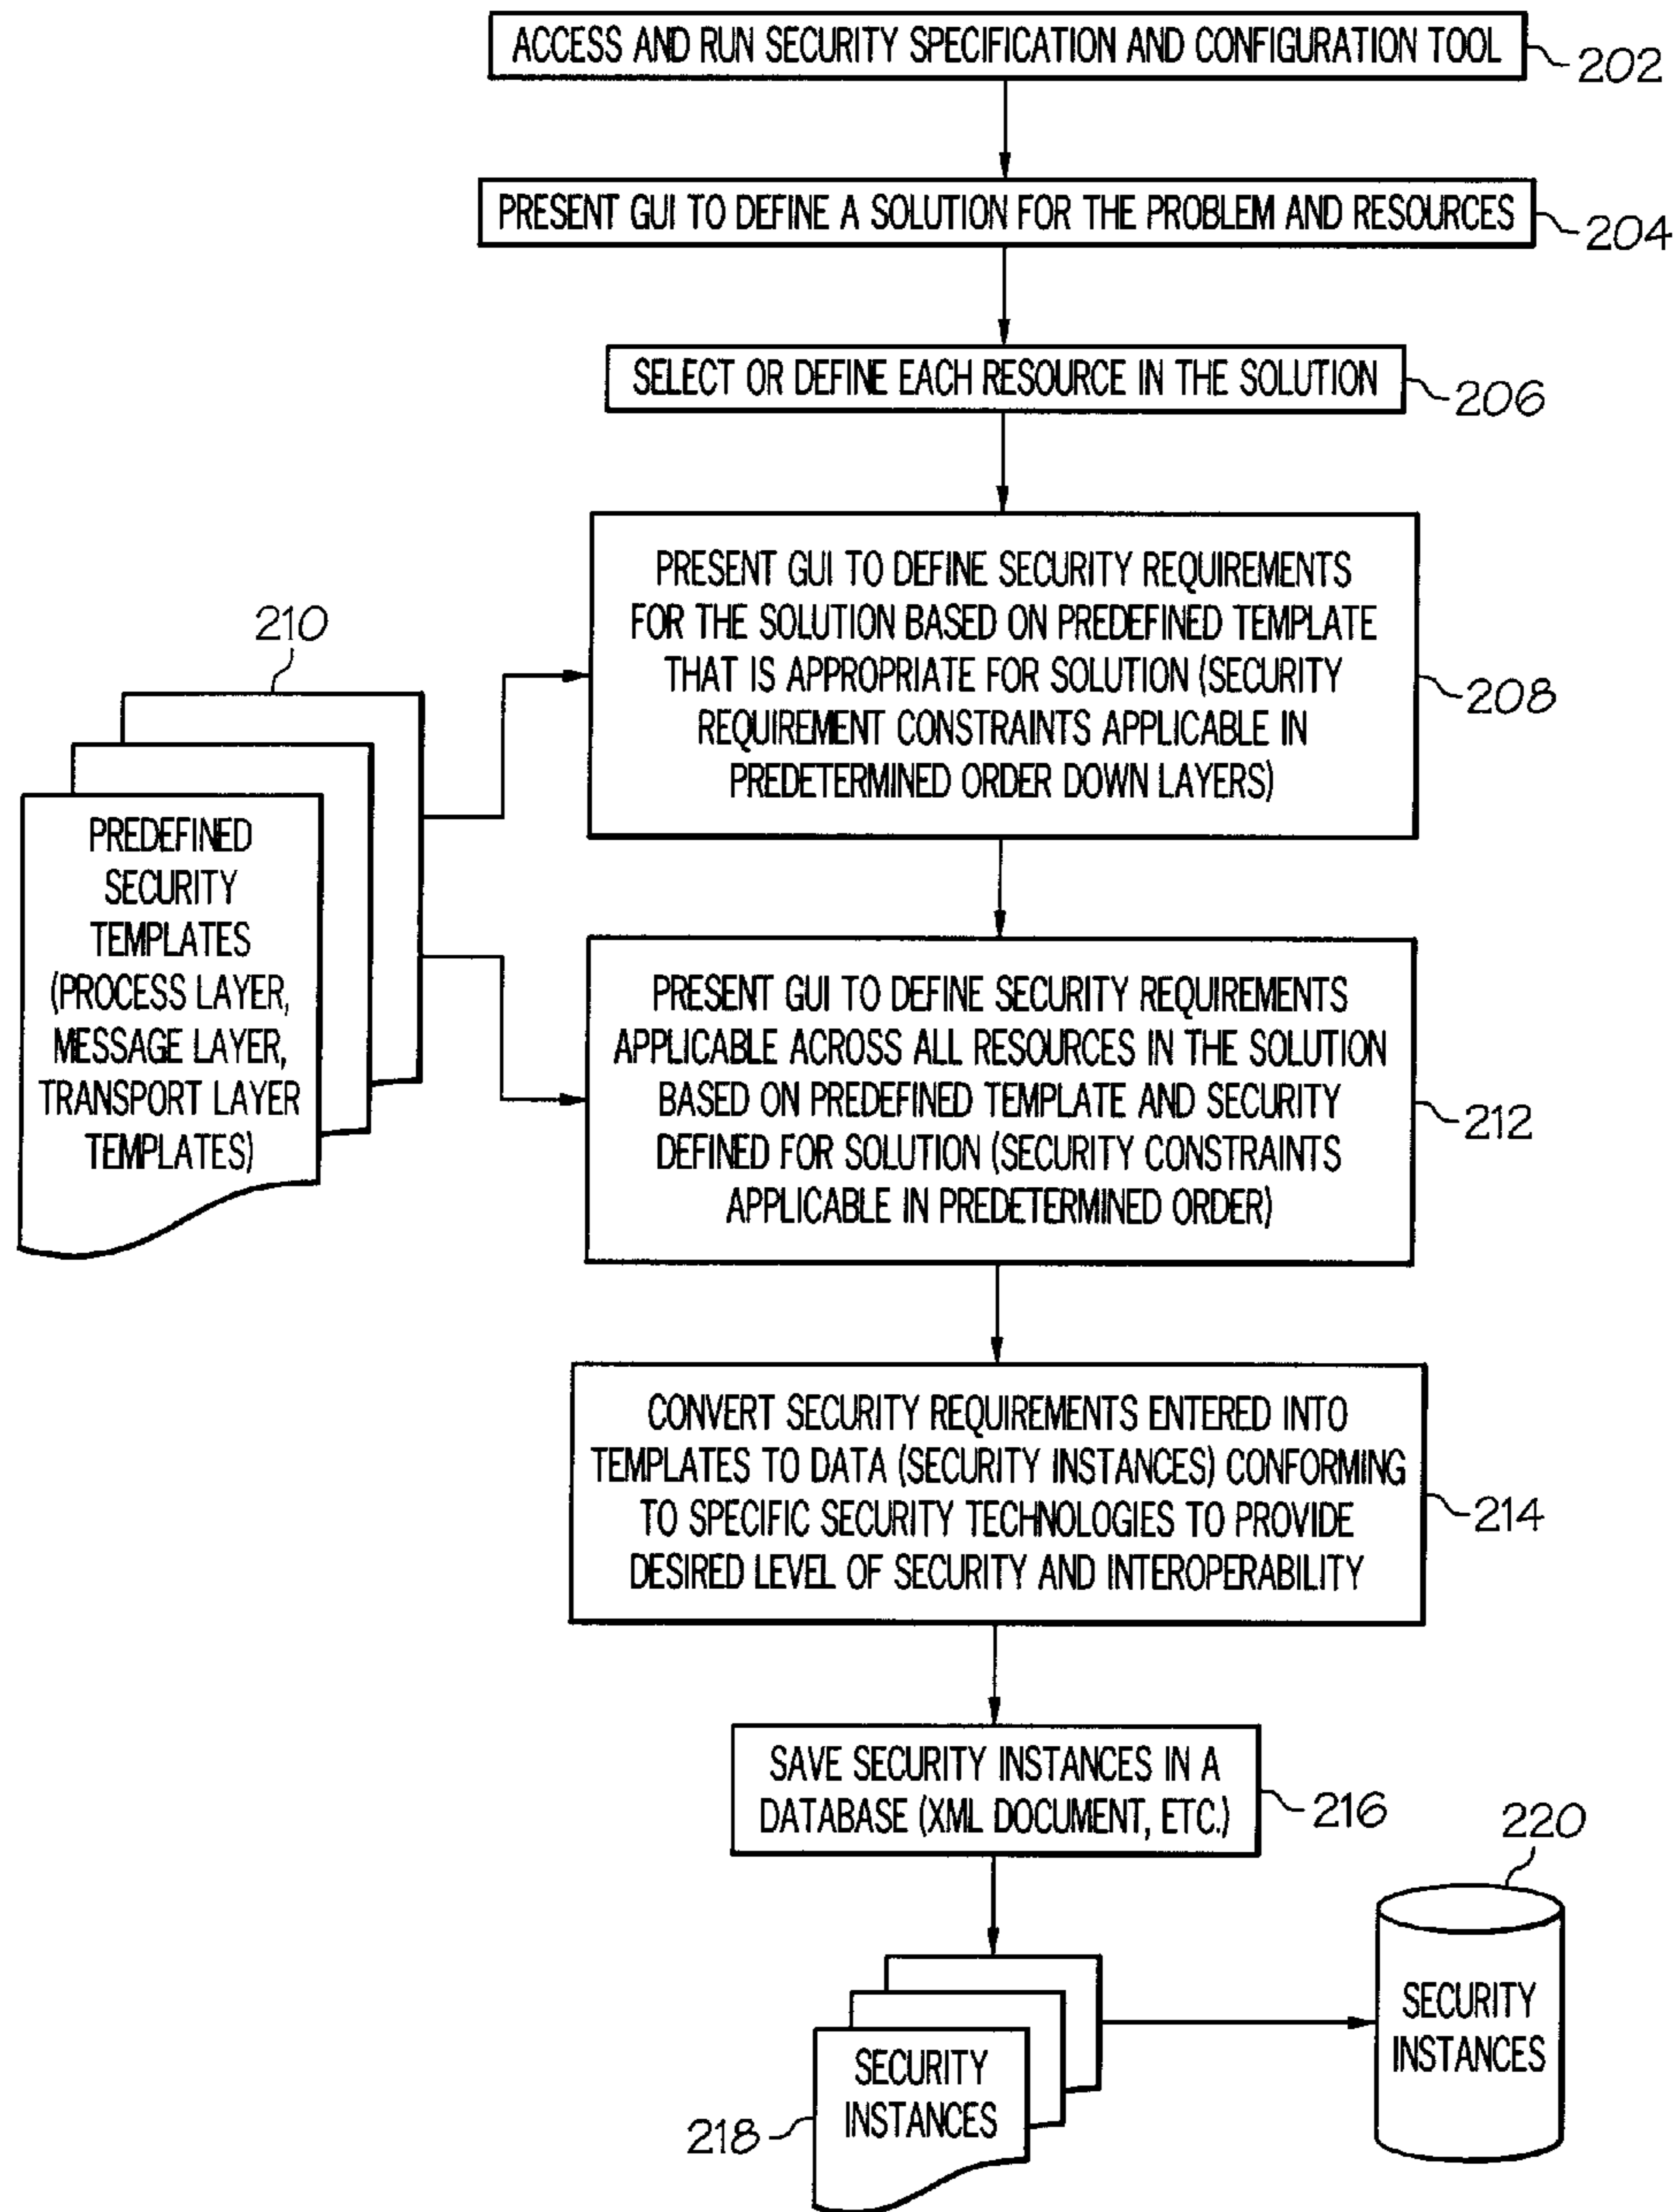 ACCESS AND RUN SECURITY SPECIFICATION AND CONFIGURATION TOOL
202
PRESENT GUI TO DEFINE A SOLUTION FOR THE PROBLEM AND RESOURCES
204
SELECT OR DEFINE EACH RESOURCE IN THE SOLUTION
206
PRESENT GUI TO DEFINE SECURITY REQUIREMENTS
FOR THE SOLUTION BASED ON PREDEFINED TEMPLATE
THAT IS APPROPRIATE FOR SOLUTION (SECURITY
REQUIREMENT CONSTRAINTS APPLICABLE IN
PREDETERMINED ORDER DOWN LAYERS)
208
210
PREDEFINED
SECURITY
TEMPLATES
(PROCESS LAYER,
MESSAGE LAYER,
TRANSPORT LAYER
TEMPLATES)
PRESENT GUI TO DEFINE SECURITY REQUIREMENTS
APPLICABLE ACROSS ALL RESOURCES IN THE SOLUTION
BASED ON PREDEFINED TEMPLATE AND SECURITY
DEFINED FOR SOLUTION (SECURITY CONSTRAINTS
APPLICABLE IN PREDETERMINED ORDER)
212
CONVERT SECURITY REQUIREMENTS ENTERED INTO
TEMPLATES TO DATA (SECURITY INSTANCES) CONFORMING
TO SPECIFIC SECURITY TECHNOLOGIES TO PROVIDE
DESIRED LEVEL OF SECURITY AND INTEROPERABILITY
214
SAVE SECURITY INSTANCES IN A
DATABASE (XML DOCUMENT, ETC.)
216
220
SECURITY
INSTANCES
SECURITY
INSTANCES
218